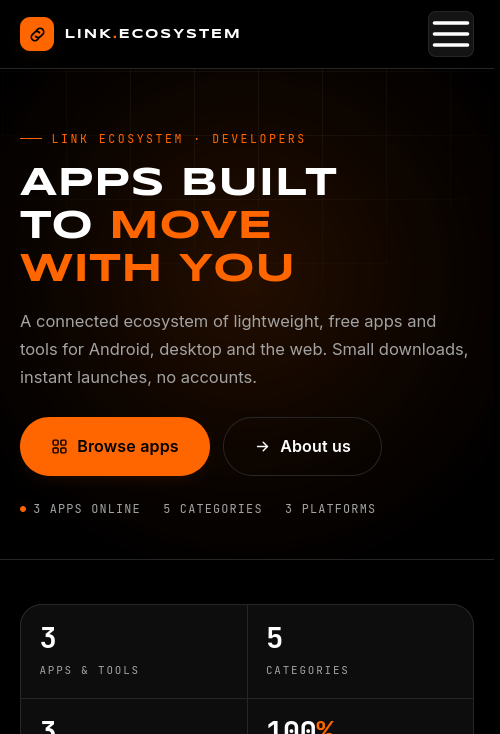 LINK.ECOSYSTEM
LINK ECOSYSTEM · DEVELOPERS
APPS BUILT
TO MOVE
WITH YOU
A connected ecosystem of lightweight, free apps and
tools for Android, desktop and the web. Small downloads,
instant launches, no accounts.
Browse apps
About us
3 APPS ONLINE 5 CATEGORIES 3 PLATFORMS
3 5
APPS & TOOLS CATEGORIES
3 100%